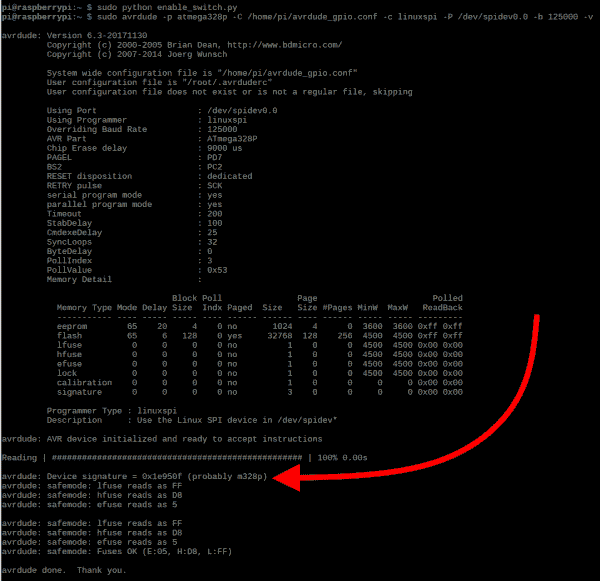 pi@raspberrypi:~ $ sudo python enable_switch.py
pi@raspberrypi:~ $ sudo avrdude -p atmega328p -C /home/pi/avrdude_gpio.conf -c linuxspi -P /dev/spidev0.0 -b 125000 -v
avrdude: Version 6.3-20171130
Copyright (c) 2000-2005 Brian Dean, http://www.bdmicro.com/
Copyright (c) 2007-2014 Joerg Wunsch
System wide configuration file is "/home/pi/avrdude_gpio.conf"
User configuration file is "/root/.avrduderc"
User configuration file does not exist or is not a regular file, skipping
Using Port : /dev/spidev0.0
Using Programmer : linuxspi
Overriding Baud Rate : 125000
AVR Part : ATmega328P
Chip Erase delay : 9000 us
PAGEL : PD7
BS2 : PC2
RESET disposition : dedicated
RETRY pulse : SCK
serial program mode : yes
parallel program mode : yes
Timeout : 200
StabDelay : 100
CmdexeDelay : 25
SyncLoops : 32
ByteDelay : 0
PollIndex : 3
PollValue : 0x53
Memory Detail :
Block Poll Page Polled
Memory Type Mode Delay Size Indx Paged Size Size #Pages MinW MaxW ReadBack
----------- ---- ----- ----- ---- ------ ------ ---- ------ ----- ----- ---------
eeprom 65 20 4 0 no 1024 4 0 3600 3600 0xff 0xff
flash 65 6 128 0 yes 32768 128 256 4500 4500 0xff 0xff
lfuse 0 0 0 0 no 1 0 0 4500 4500 0x00 0x00
hfuse 0 0 0 0 no 1 0 0 4500 4500 0x00 0x00
efuse 0 0 0 0 no 1 0 0 4500 4500 0x00 0x00
lock 0 0 0 0 no 1 0 0 4500 4500 0x00 0x00
calibration 0 0 0 0 no 1 0 0 0 0 0x00 0x00
signature 0 0 0 0 no 3 0 0 0 0 0x00 0x00
Programmer Type : linuxspi
Description : Use the Linux SPI device in /dev/spidev*
avrdude: AVR device initialized and ready to accept instructions
Reading | ################################################## | 100% 0.00s
avrdude: Device signature = 0x1e950f (probably m328p)
avrdude: safemode: lfuse reads as FF
avrdude: safemode: hfuse reads as D8
avrdude: safemode: efuse reads as 5
avrdude: safemode: lfuse reads as FF
avrdude: safemode: hfuse reads as D8
avrdude: safemode: efuse reads as 5
avrdude: safemode: Fuses OK (E:05, H:D8, L:FF)
avrdude done.  Thank you.